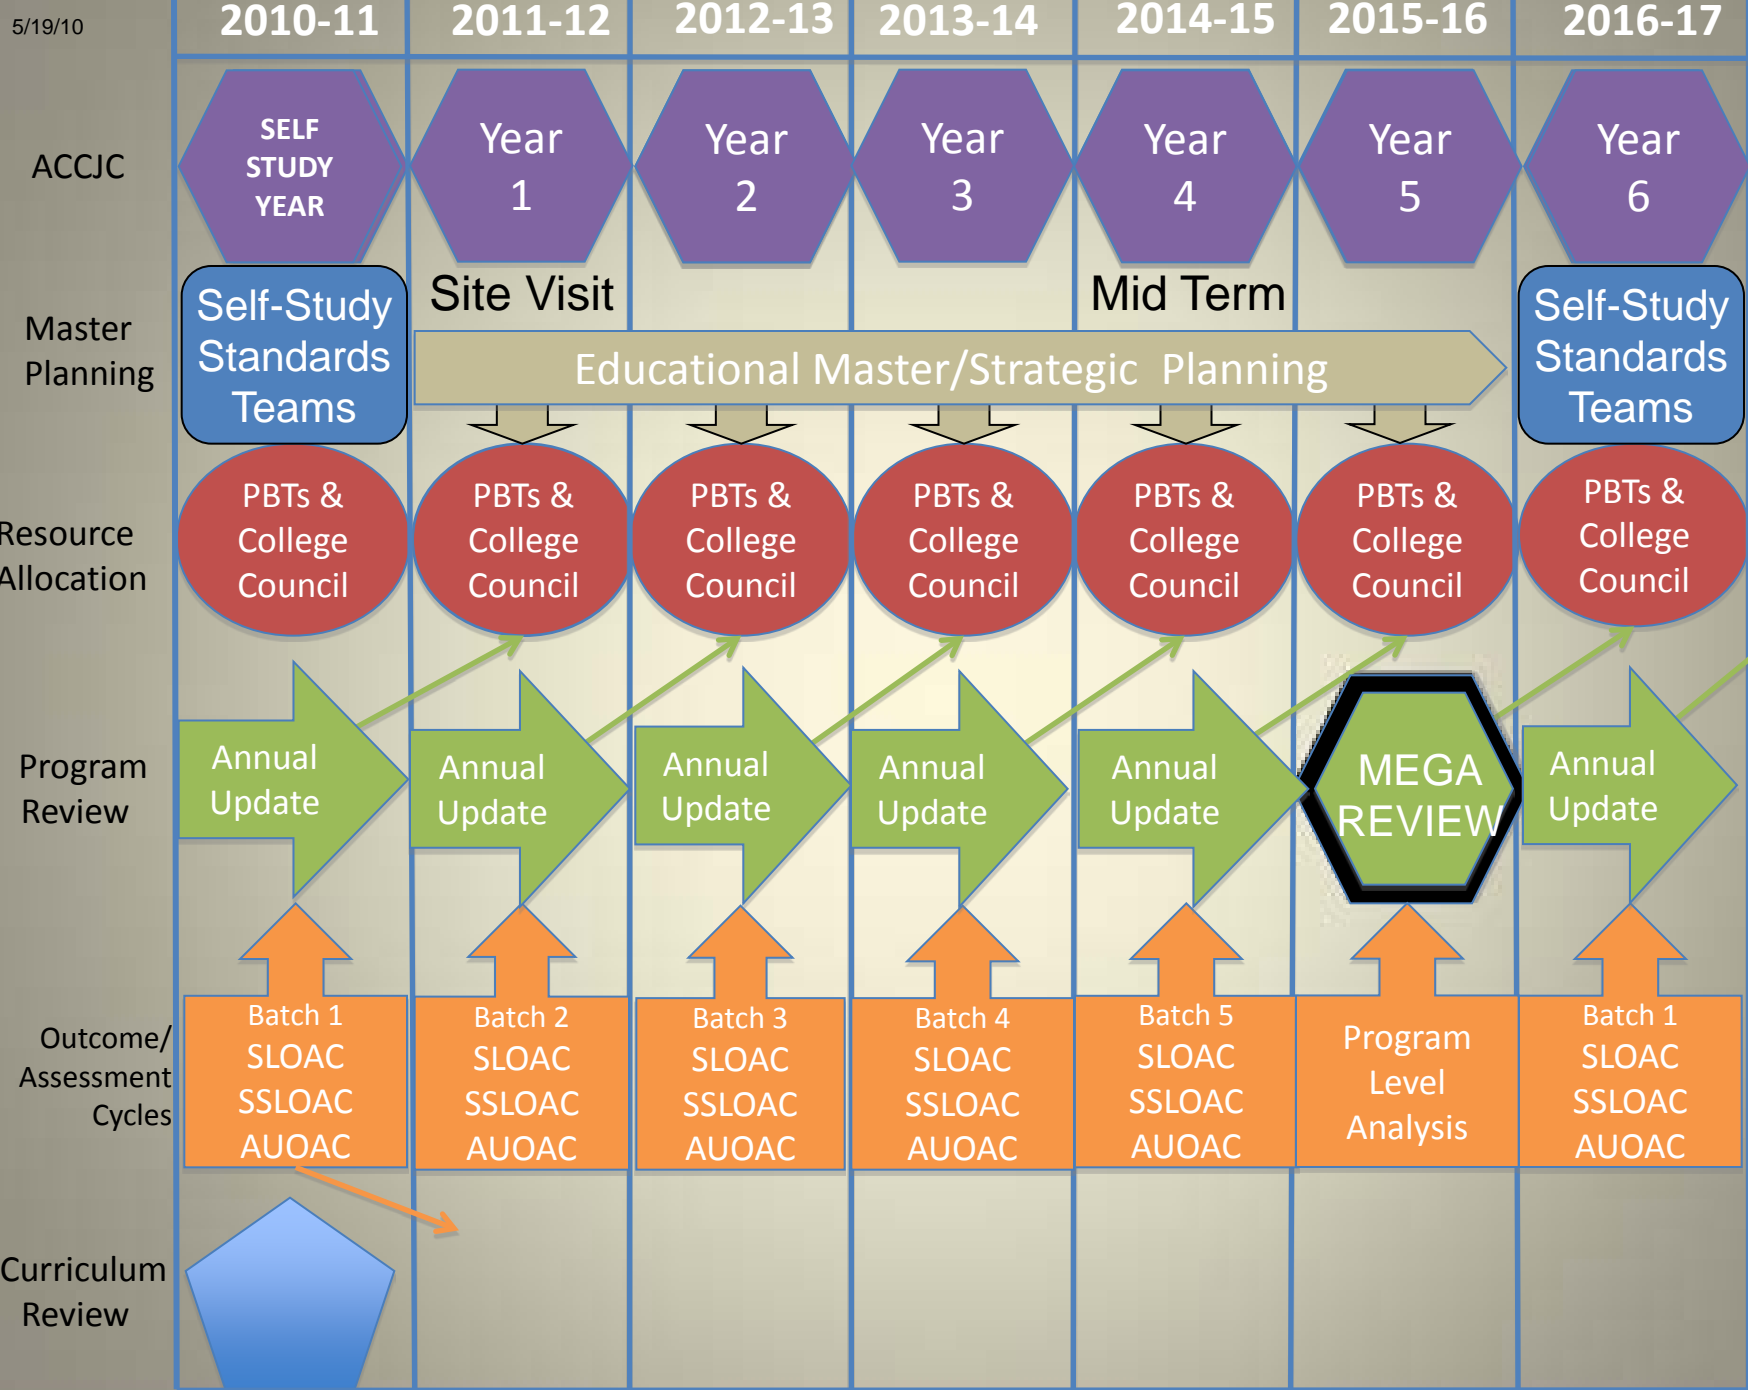 5/19/10
2010-11 2011-12 2012-13 2013-14 2014-15 2015-16 2016-17
ACCJC
SELF
STUDY
YEAR
Year
1
Year
2
Year
3
Year
4
Year
5
Year
6
Master
Planning
Self-Study
Standards
Teams
Site Visit
Mid Term
Educational Master/Strategic Planning
Self-Study
Standards
Teams
Resource
Allocation
PBTs &
College
Council
PBTs &
College
Council
PBTs &
College
Council
PBTs &
College
Council
PBTs &
College
Council
PBTs &
College
Council
PBTs &
College
Council
Program
Review
Annual
Update
Annual
Update
Annual
Update
Annual
Update
Annual
Update
MEGA
REVIEW
Annual
Update
Outcome/
Assessment
Cycles
Batch 1
SLOAC
SSLOAC
AUOAC
Batch 2
SLOAC
SSLOAC
AUOAC
Batch 3
SLOAC
SSLOAC
AUOAC
Batch 4
SLOAC
SSLOAC
AUOAC
Batch 5
SLOAC
SSLOAC
AUOAC
Program
Level
Analysis
Batch 1
SLOAC
SSLOAC
AUOAC
Curriculum
Review